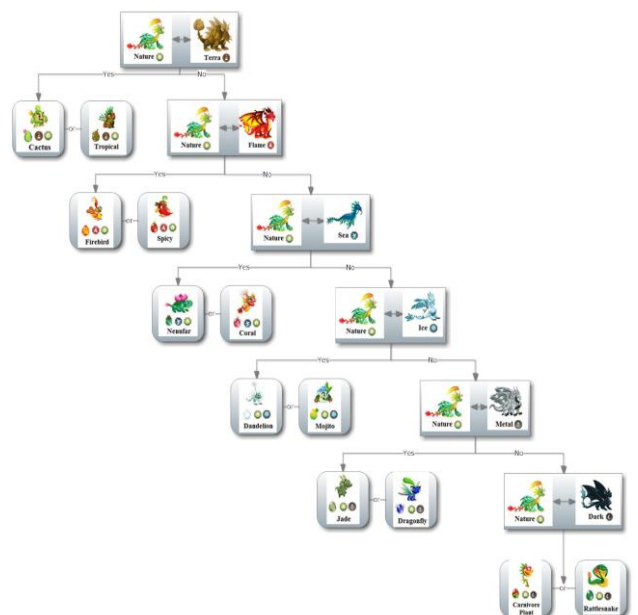 Nature Terra
Yes No
Cactus or Tropical
Nature Flame
Yes No
Firebird or Spicy
Nature Sea
Yes No
Nenufar or Coral
Nature Ice
Yes No
Dandelion or Mojito
Nature Metal
Yes No
Jade or Dragonfly
Nature Dark
Carnivore
Plant or Rattlesnake